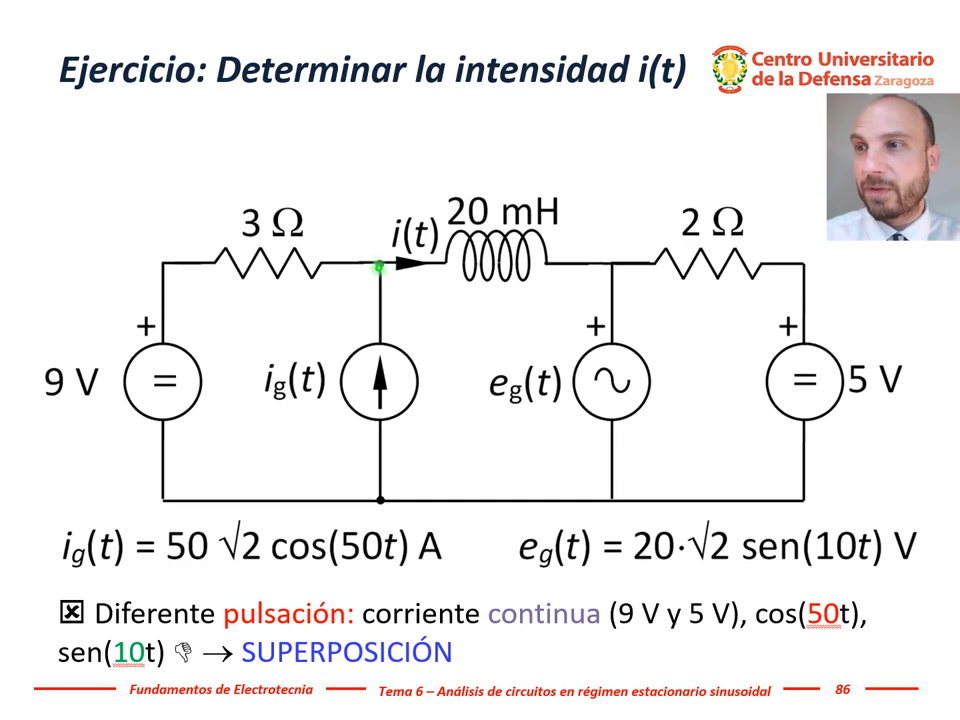 Ejercicio: Determinar la intensidad i(t)
Centro Universitario
de la Defensa Zaragoza
3 Ω
i(t)
20 mH
2 Ω
+
+
+
9 V
=
ig(t)
eg(t)
=
5 V
ig(t) = 50 √2 cos(50t) A
eg(t) = 20·√2 sen(10t) V
☒ Diferente pulsación: corriente continua (9 V y 5 V), cos(50t),
sen(10t) 👎 → SUPERPOSICIÓN
Fundamentos de Electrotecnia
Tema 6 – Análisis de circuitos en régimen estacionario sinusoidal
86